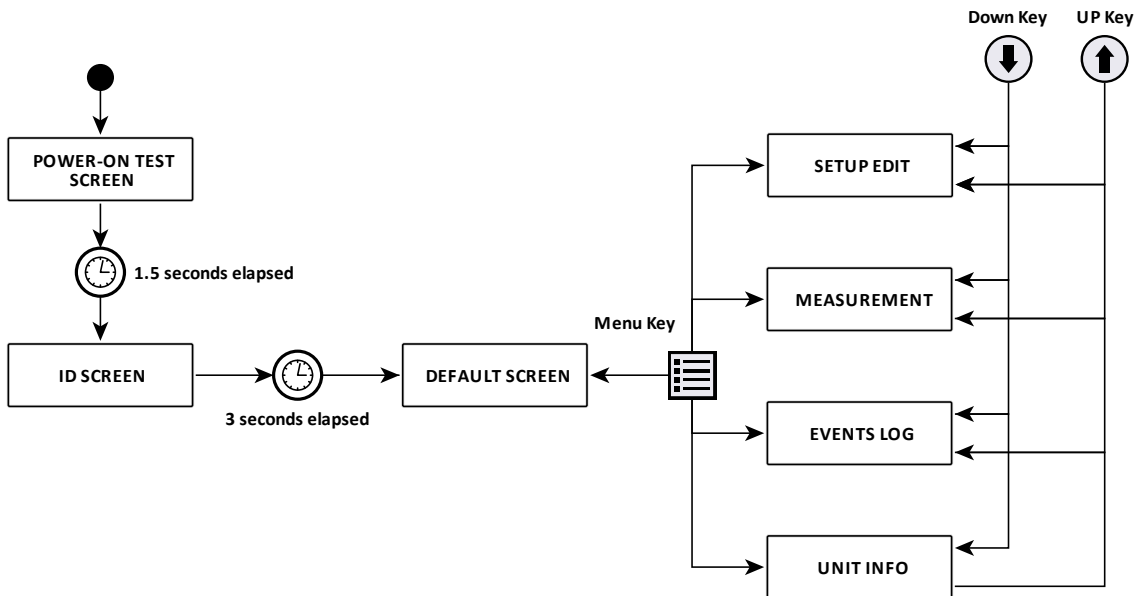 Down Key
UP Key
POWER-ON TEST
SCREEN
SETUP EDIT
1.5 seconds elapsed
MEASUREMENT
Menu Key
ID SCREEN
DEFAULT SCREEN
3 seconds elapsed
EVENTS LOG
UNIT INFO